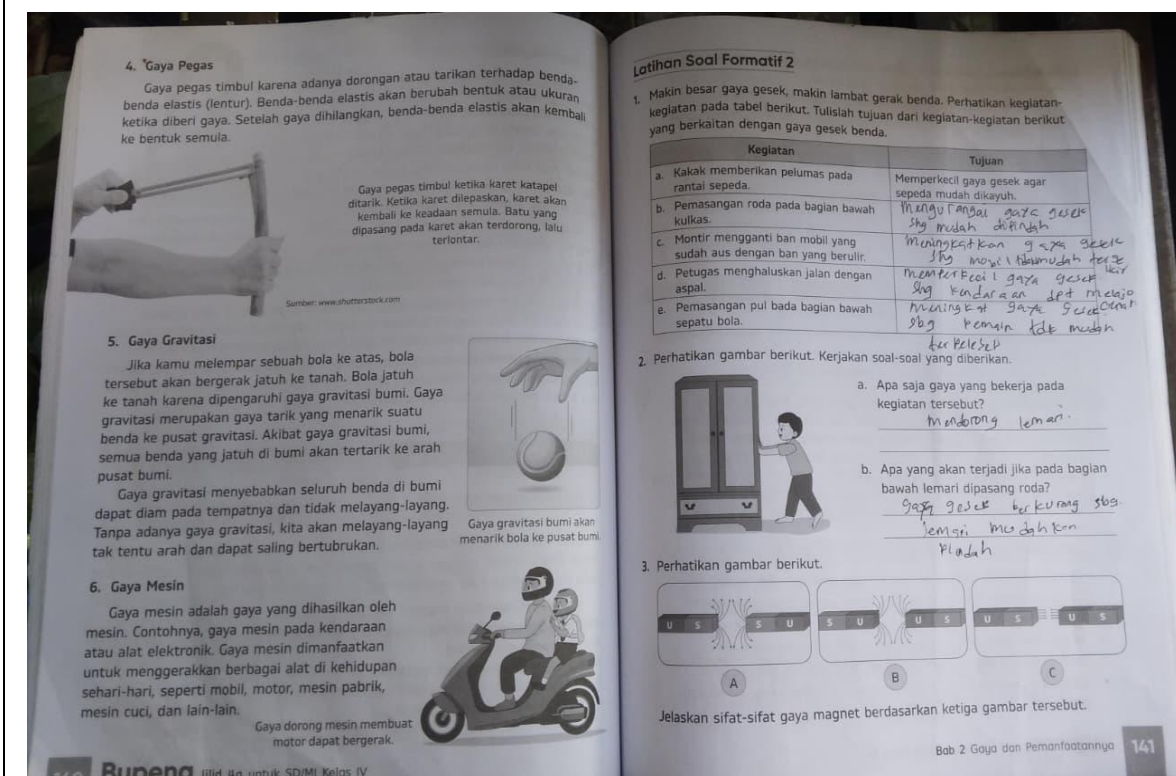 4. Gaya Pegas
Gaya pegas timbul karena adanya dorongan atau tarikan terhadap benda-
benda elastis (lentur). Benda-benda elastis akan berubah bentuk atau ukuran
ketika diberi gaya. Setelah gaya dihilangkan, benda-benda elastis akan kembali
ke bentuk semula.
Gaya pegas timbul ketika karet katapel
ditarik. Ketika karet dilepaskan, karet akan
kembali ke keadaan semula. Batu yang
dipasang pada karet akan terdorong, lalu
terlontar.
Sumber: www.shutterstock.com
5. Gaya Gravitasi
Jika kamu melempar sebuah bola ke atas, bola
tersebut akan bergerak jatuh ke tanah. Bola jatuh
ke tanah karena dipengaruhi gaya gravitasi bumi. Gaya
gravitasi merupakan gaya tarik yang menarik suatu
benda ke pusat gravitasi. Akibat gaya gravitasi bumi,
semua benda yang jatuh di bumi akan tertarik ke arah
pusat bumi.
Gaya gravitasi menyebabkan seluruh benda di bumi
dapat diam pada tempatnya dan tidak melayang-layang.
Tanpa adanya gaya gravitasi, kita akan melayang-layang
tak tentu arah dan dapat saling bertubrukan.
Gaya gravitasi bumi akan
menarik bola ke pusat bumi.
6. Gaya Mesin
Gaya mesin adalah gaya yang dihasilkan oleh
mesin. Contohnya, gaya mesin pada kendaraan
atau alat elektronik. Gaya mesin dimanfaatkan
untuk menggerakkan berbagai alat di kehidupan
sehari-hari, seperti mobil, motor, mesin pabrik,
mesin cuci, dan lain-lain.
Gaya dorong mesin membuat
motor dapat bergerak.
Bupena Jilid 4a untuk SD/MI Kelas IV
Latihan Soal Formatif 2
1. Makin besar gaya gesek, makin lambat gerak benda. Perhatikan kegiatan-
kegiatan pada tabel berikut. Tulislah tujuan dari kegiatan-kegiatan berikut
yang berkaitan dengan gaya gesek benda.
Kegiatan
Tujuan
a. Kakak memberikan pelumas pada
rantai sepeda.
Memperkecil gaya gesek agar
sepeda mudah dikayuh.
b. Pemasangan roda pada bagian bawah
kulkas.
mengurangai gaya gesek
shg mudah dipindah
c. Montir mengganti ban mobil yang
sudah aus dengan ban yang berulir.
meningkatkan gaya gesek
shg mobil
d. Petugas menghaluskan jalan dengan
aspal.
memperkecil gaya gesek
shg kendaraan dpt melajo
e. Pemasangan pul bada bagian bawah
sepatu bola.
meningkat gaya gesek
sbg pemain tdk mudah
terpeleset
2. Perhatikan gambar berikut. Kerjakan soal-soal yang diberikan.
a. Apa saja gaya yang bekerja pada
kegiatan tersebut?
mendorong lemari.
b. Apa yang akan terjadi jika pada bagian
bawah lemari dipasang roda?
gaya gesek berkurang sbg.
lemari mudahkan
pindah
3. Perhatikan gambar berikut.
U S S U
S U U S
U S U S
A
B
C
Jelaskan sifat-sifat gaya magnet berdasarkan ketiga gambar tersebut.
Bab 2 Gaya dan Pemanfaatannya 141